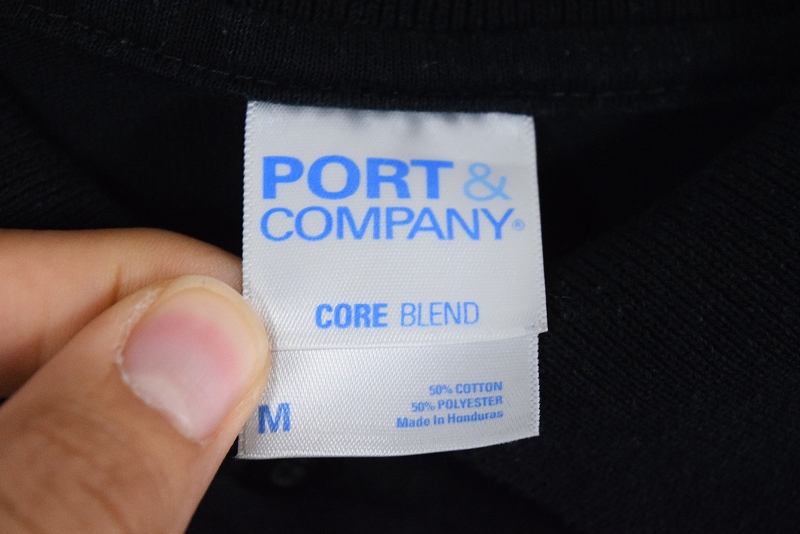 PORT &
COMPANY®
CORE BLEND
M
50% COTTON
50% POLYESTER
Made In Honduras